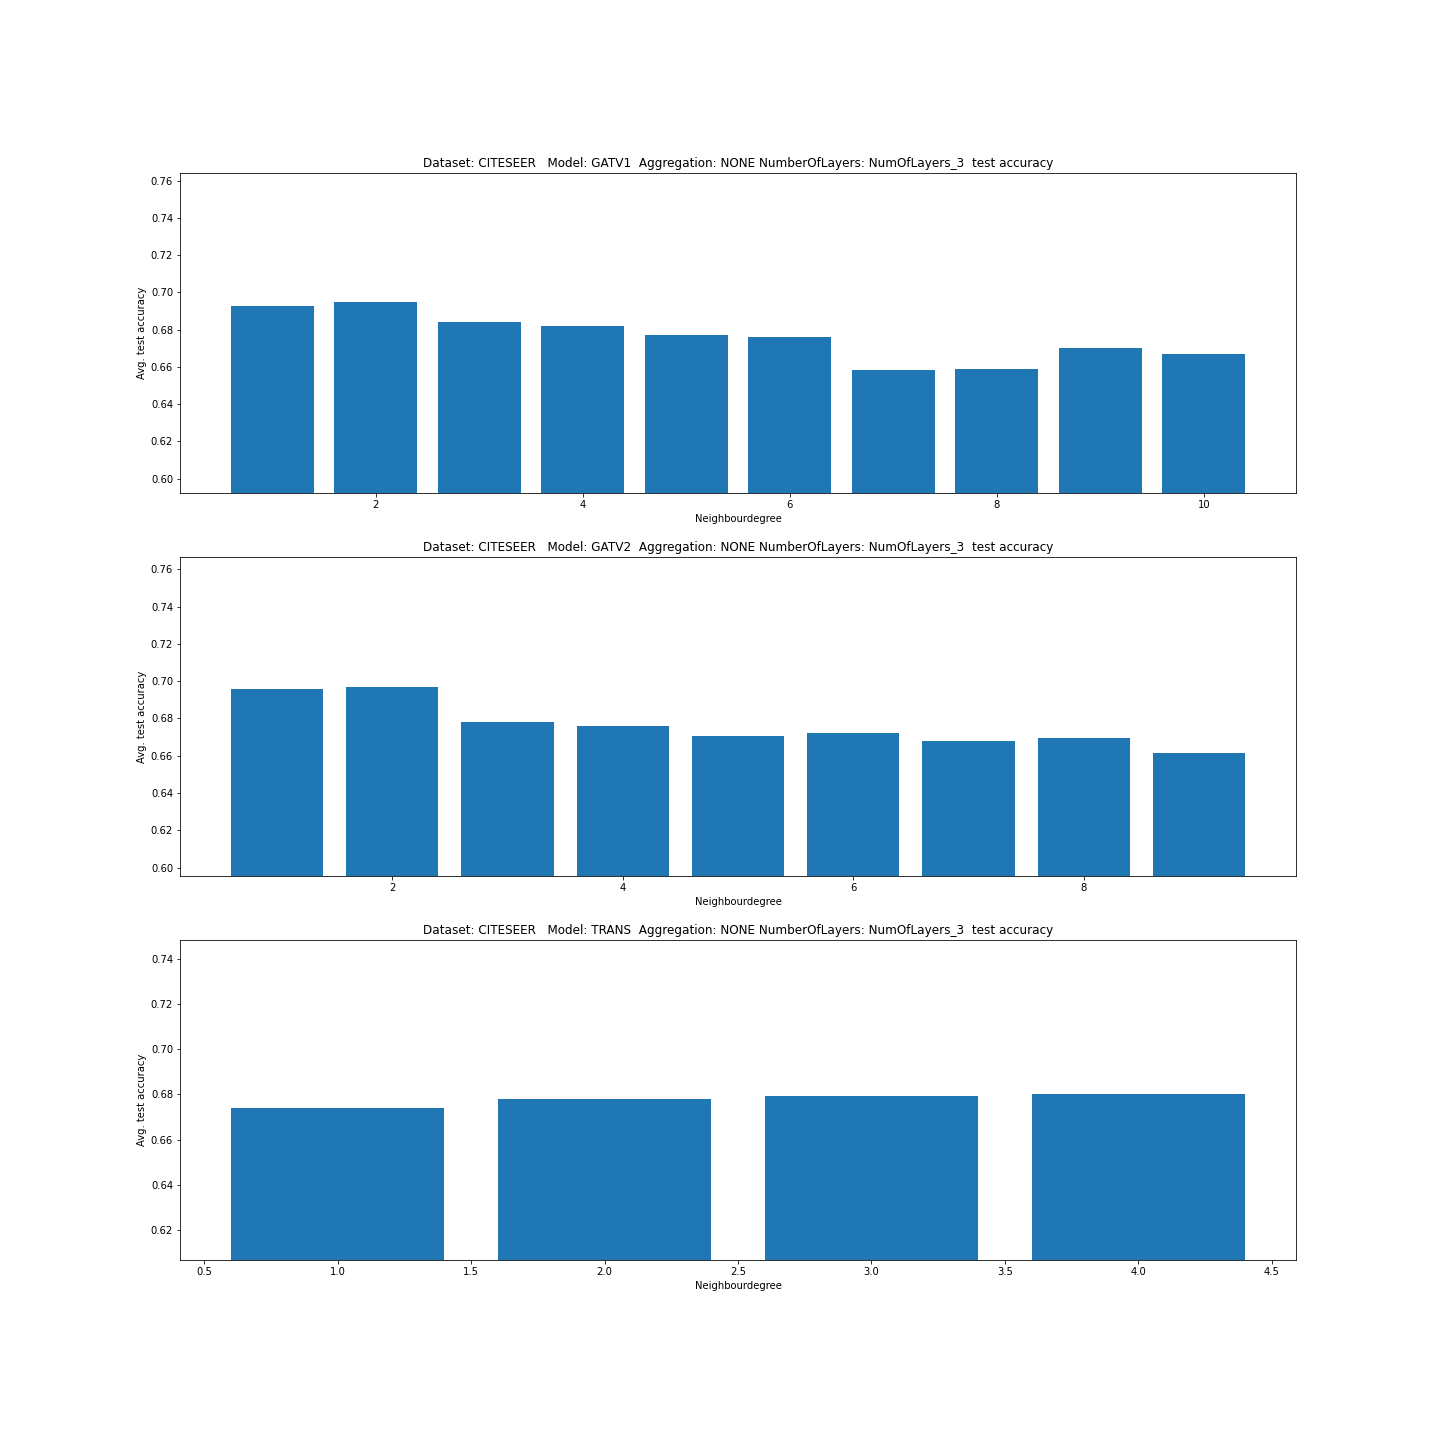 Dataset: CITESEER   Model: GATV1  Aggregation: NONE NumberOfLayers: NumOfLayers_3  test accuracy
0.76
0.74
0.72
0.70
0.68
0.66
0.64
0.62
0.60
Avg. test accuracy
2 4 6 8 10
Neighbourdegree
Dataset: CITESEER   Model: GATV2  Aggregation: NONE NumberOfLayers: NumOfLayers_3  test accuracy
0.76
0.74
0.72
0.70
0.68
0.66
0.64
0.62
0.60
Avg. test accuracy
2 4 6 8
Neighbourdegree
Dataset: CITESEER   Model: TRANS  Aggregation: NONE NumberOfLayers: NumOfLayers_3  test accuracy
0.74
0.72
0.70
0.68
0.66
0.64
0.62
Avg. test accuracy
0.5 1.0 1.5 2.0 2.5 3.0 3.5 4.0 4.5
Neighbourdegree